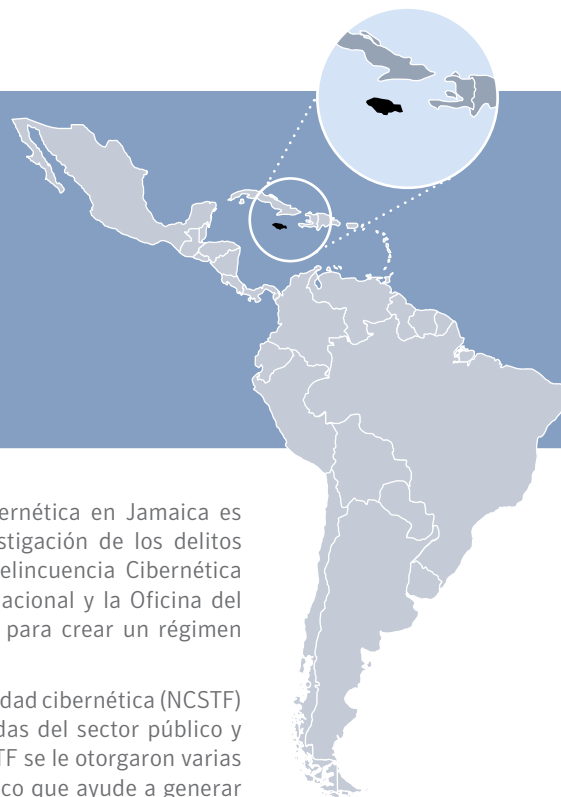 ernética en Jamaica es
stigación de los delitos
elincuencia Cibernética
acional y la Oficina del
para crear un régimen
dad cibernética (NCSTF)
das del sector público y
TF se le otorgaron varias
co que ayude a generar